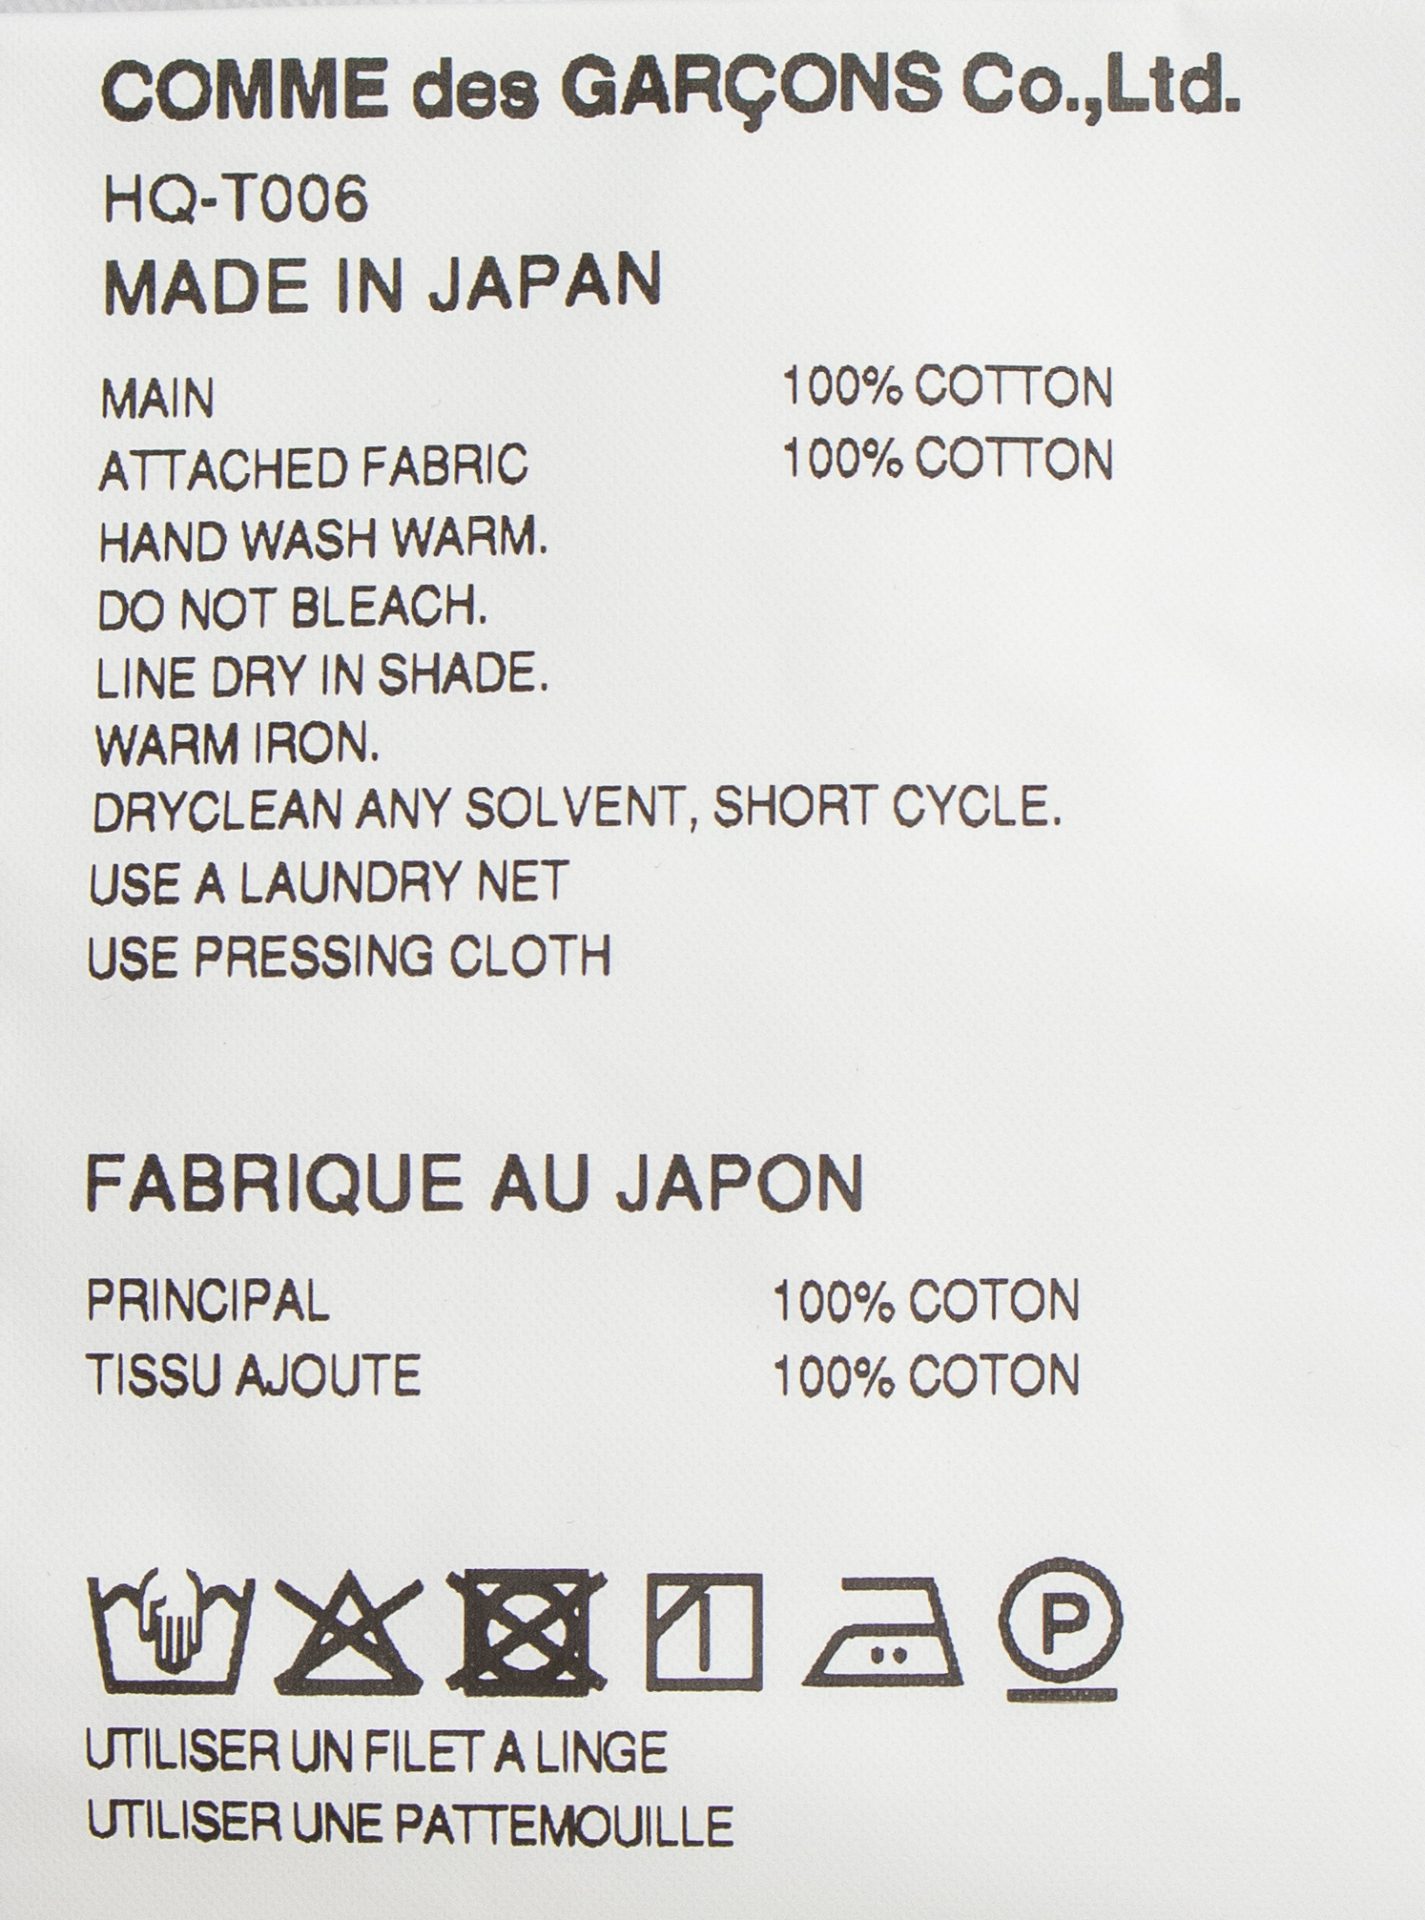 COMME des GARÇONS Co.,Ltd.
HQ-T006
MADE IN JAPAN
MAIN 100% COTTON
ATTACHED FABRIC 100% COTTON
HAND WASH WARM.
DO NOT BLEACH.
LINE DRY IN SHADE.
WARM IRON.
DRYCLEAN ANY SOLVENT, SHORT CYCLE.
USE A LAUNDRY NET
USE PRESSING CLOTH
FABRIQUE AU JAPON
PRINCIPAL 100% COTON
TISSU AJOUTE 100% COTON
P
UTILISER UN FILET A LINGE
UTILISER UNE PATTEMOUILLE